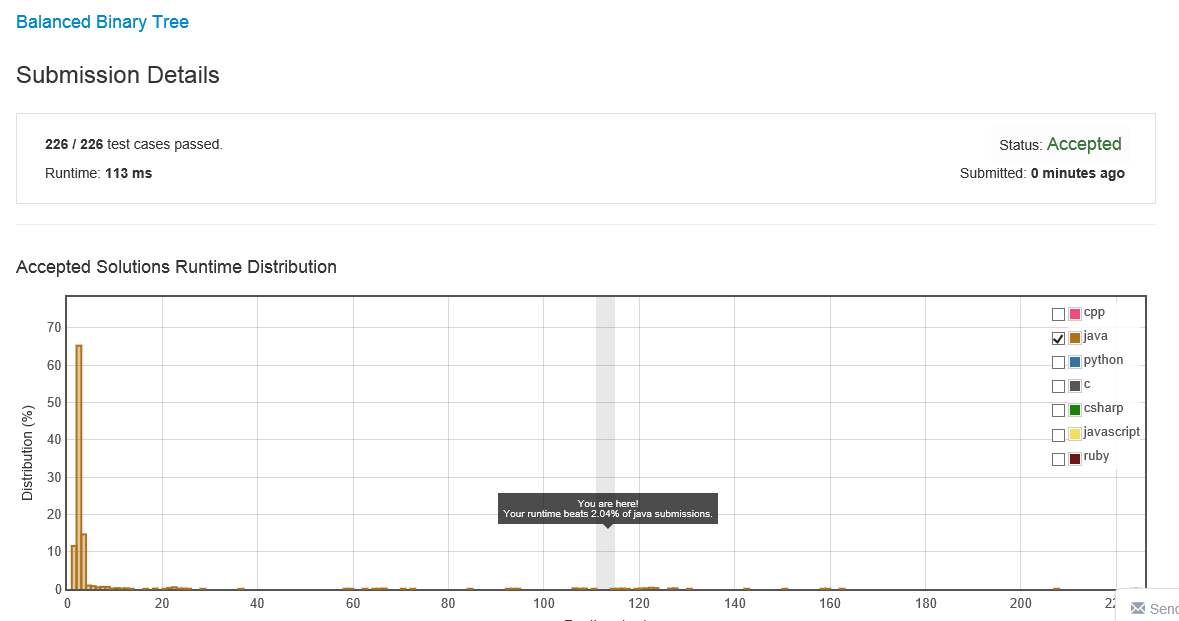 Balanced Binary Tree
Submission Details
226 / 226 test cases passed.
Status: Accepted
Runtime: 113 ms
Submitted: 0 minutes ago
Accepted Solutions Runtime Distribution
cpp
java
python
c
csharp
javascript
ruby
Distribution (%)
70
60
50
40
30
20
10
0
You are here!
Your runtime beats 2.04% of java submissions.
0
20
40
60
80
100
120
140
160
180
200
Send